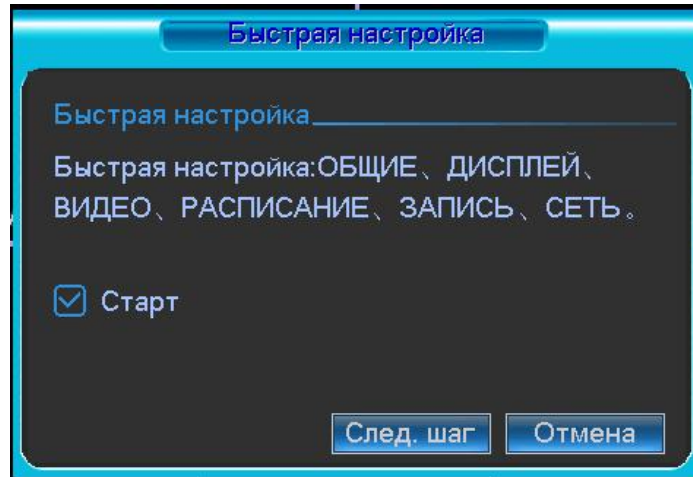 Быстрая настройка
Быстрая настройка
Быстрая настройка:ОБЩИЕ、ДИСПЛЕЙ、
ВИДЕО、РАСПИСАНИЕ、ЗАПИСЬ、СЕТЬ。
Старт
След. шаг Отмена